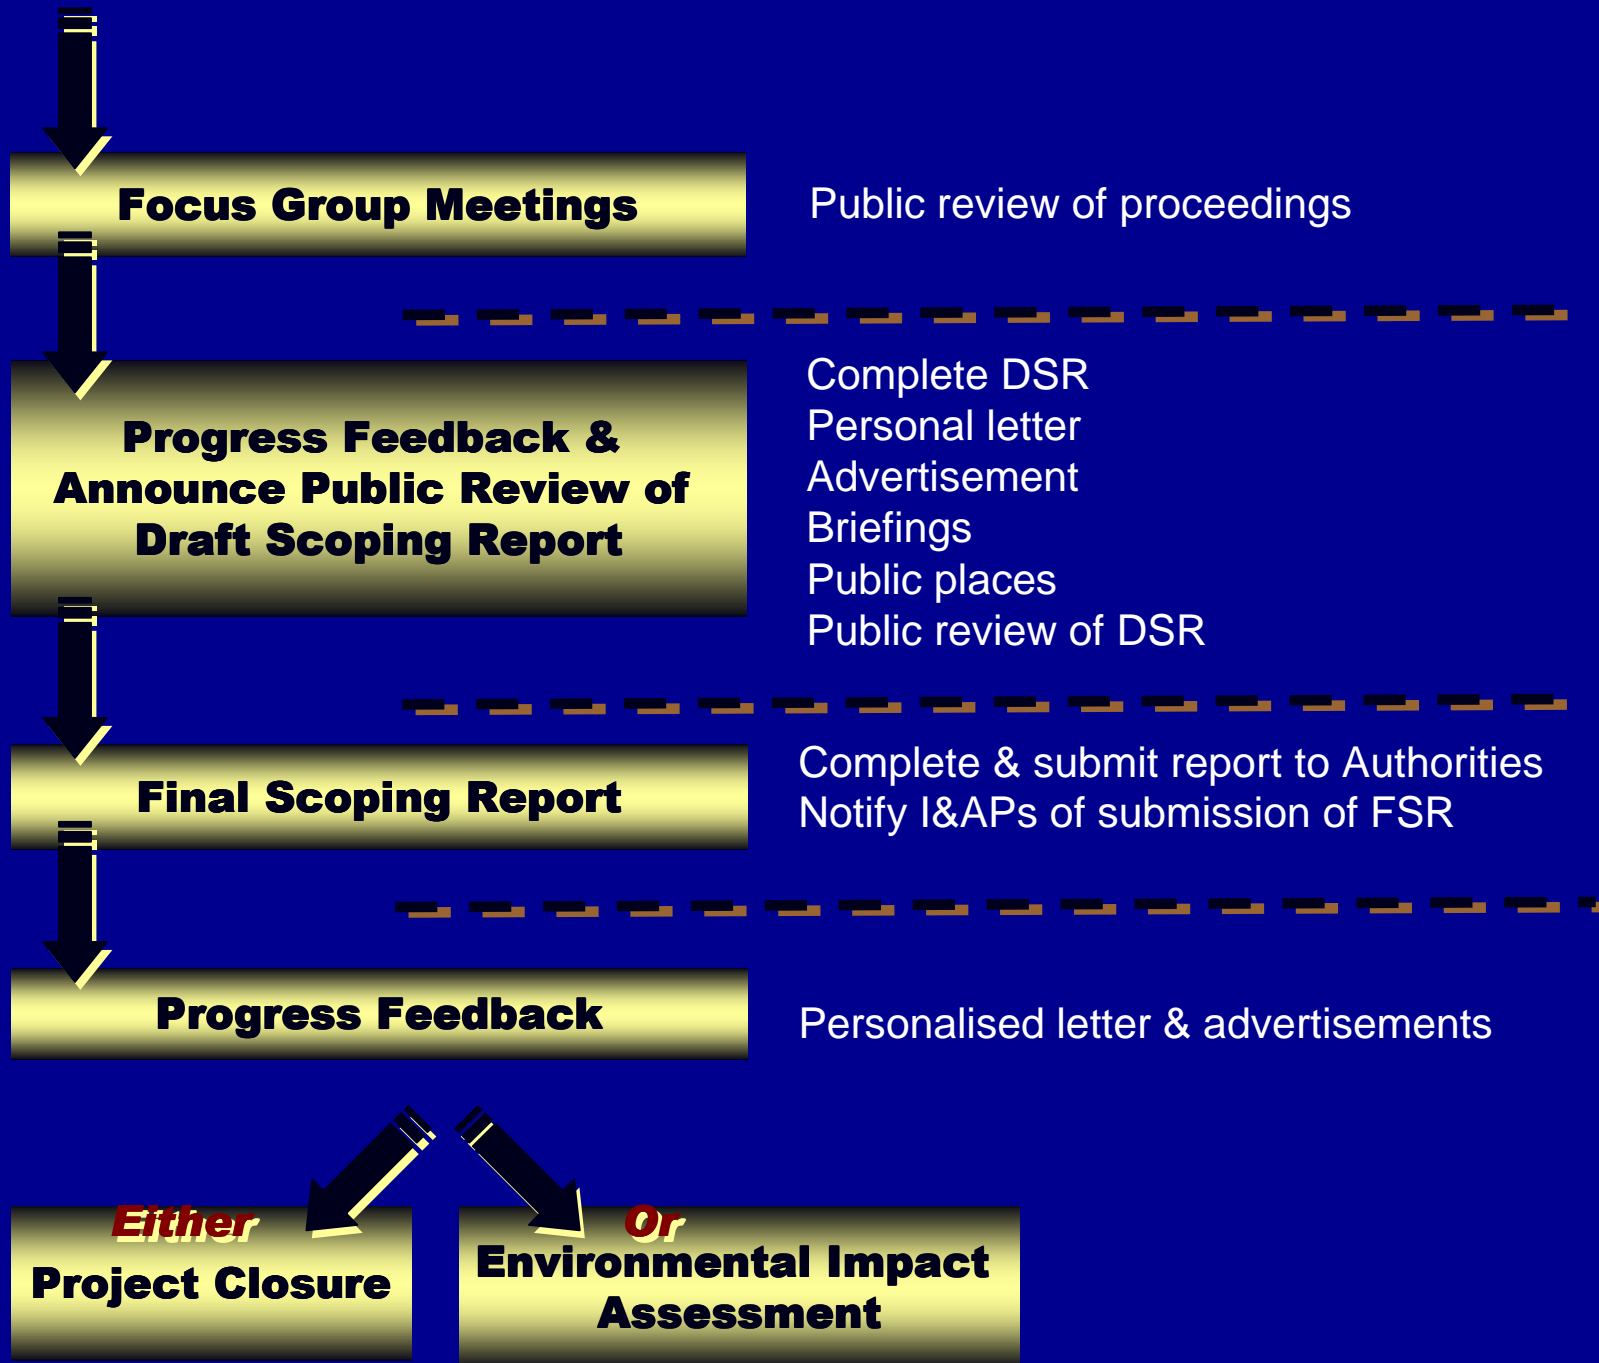 Focus Group Meetings
Public review of proceedings
Progress Feedback &
Announce Public Review of
Draft Scoping Report
Complete DSR
Personal letter
Advertisement
Briefings
Public places
Public review of DSR
Final Scoping Report
Complete & submit report to Authorities
Notify I&APs of submission of FSR
Progress Feedback
Personalised letter & advertisements
Either
Project Closure
Or
Environmental Impact
Assessment